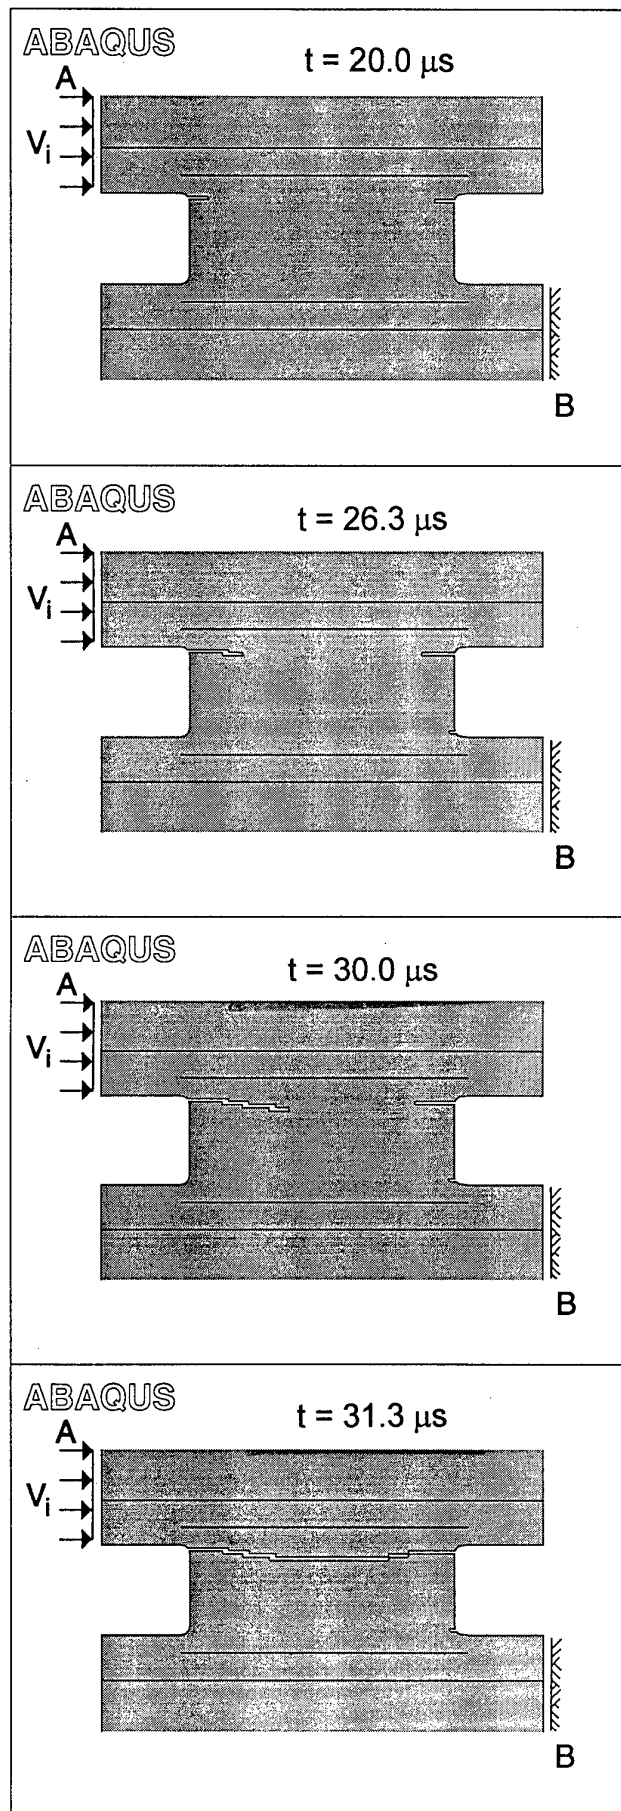 ABAQUS
t = 20.0 μs
A
Vi
B
ABAQUS
t = 26.3 μs
A
Vi
B
ABAQUS
t = 30.0 μs
A
Vi
B
ABAQUS
t = 31.3 μs
A
Vi
B